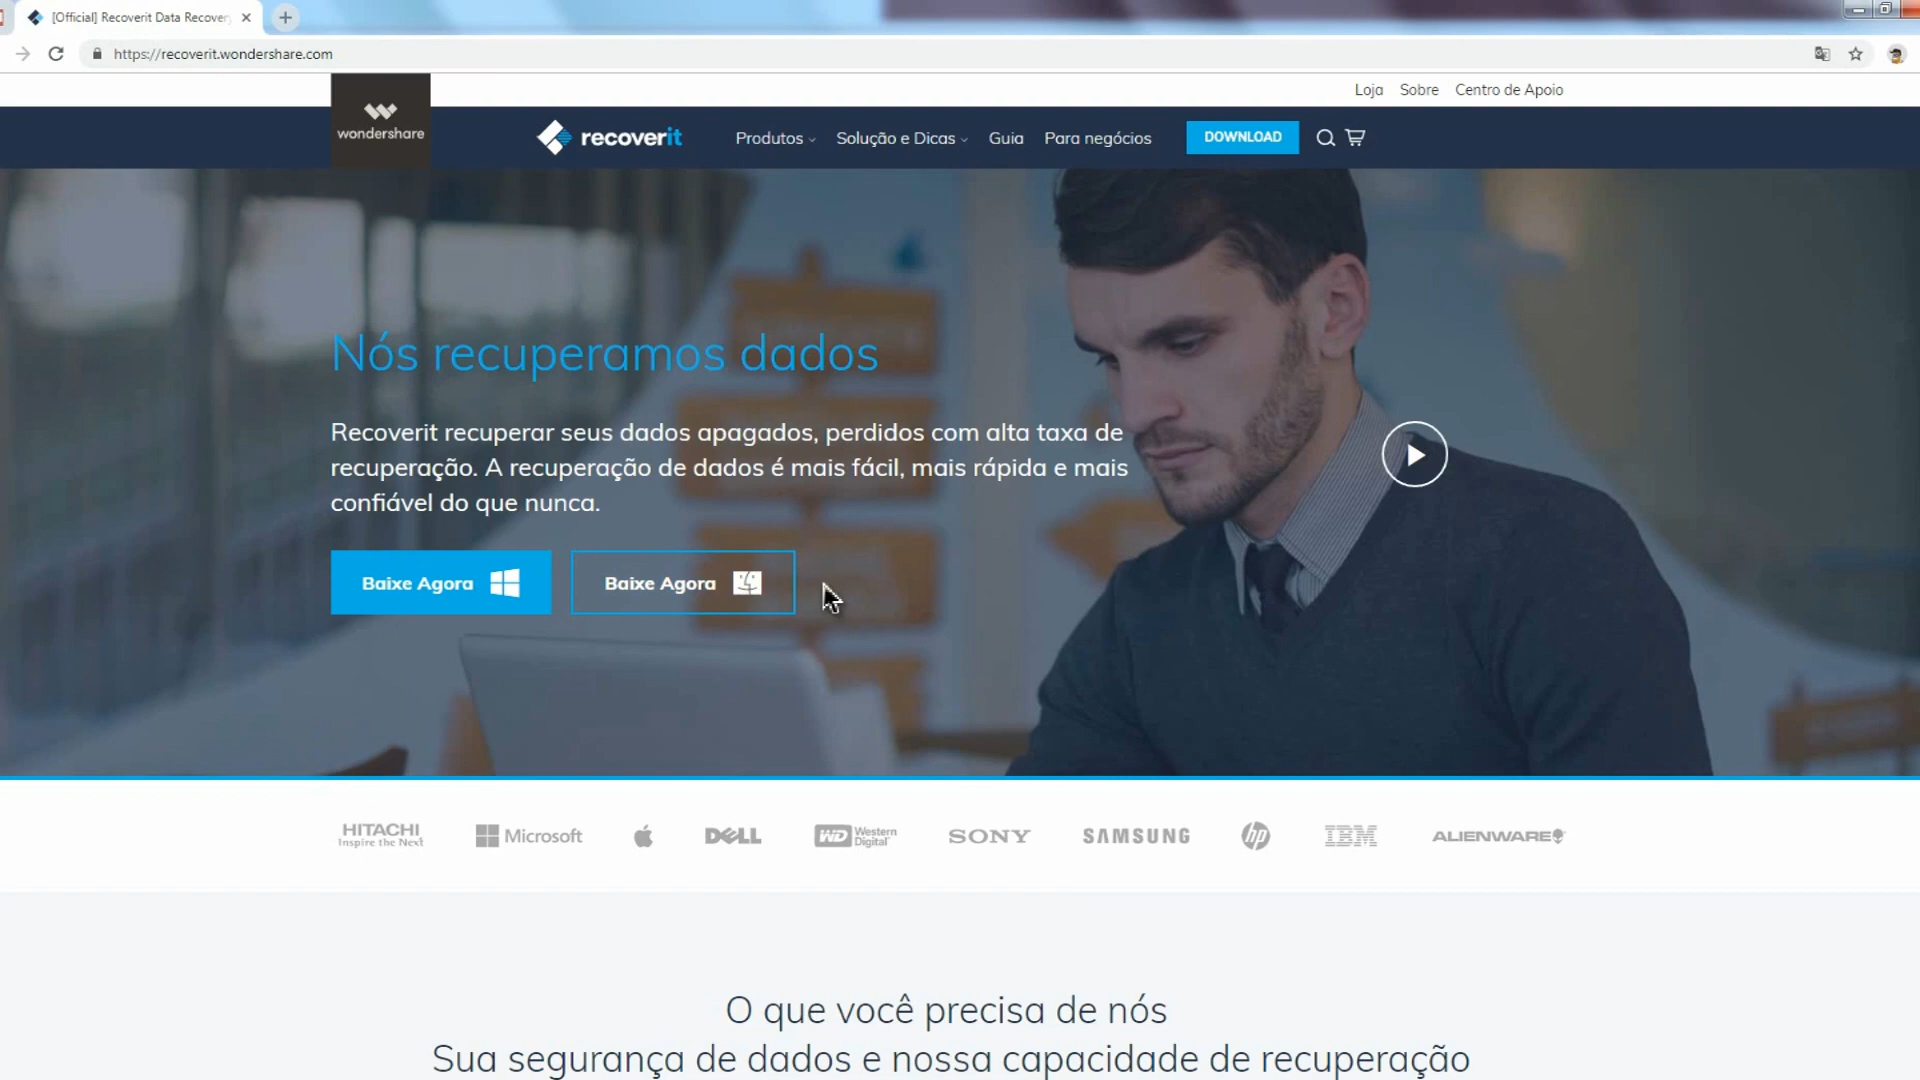 [Official] Recoverit Data Recover
https://recoverit.wondershare.com
Loja Sobre Centro de Apoio
wondershare
recoverit
Produtos Solução e Dicas Guia Para negócios DOWNLOAD
Nós recuperamos dados
Recoverit recuperar seus dados apagados, perdidos com alta taxa de
recuperação. A recuperação de dados é mais fácil, mais rápida e mais
confiável do que nunca.
Baixe Agora Baixe Agora
HITACHI
Inspire the Next
Microsoft
DELL
WD Western
Digital
SONY
SAMSUNG
hp
IBM
ALIENWARE
O que você precisa de nós
Sua segurança de dados e nossa capacidade de recuperação